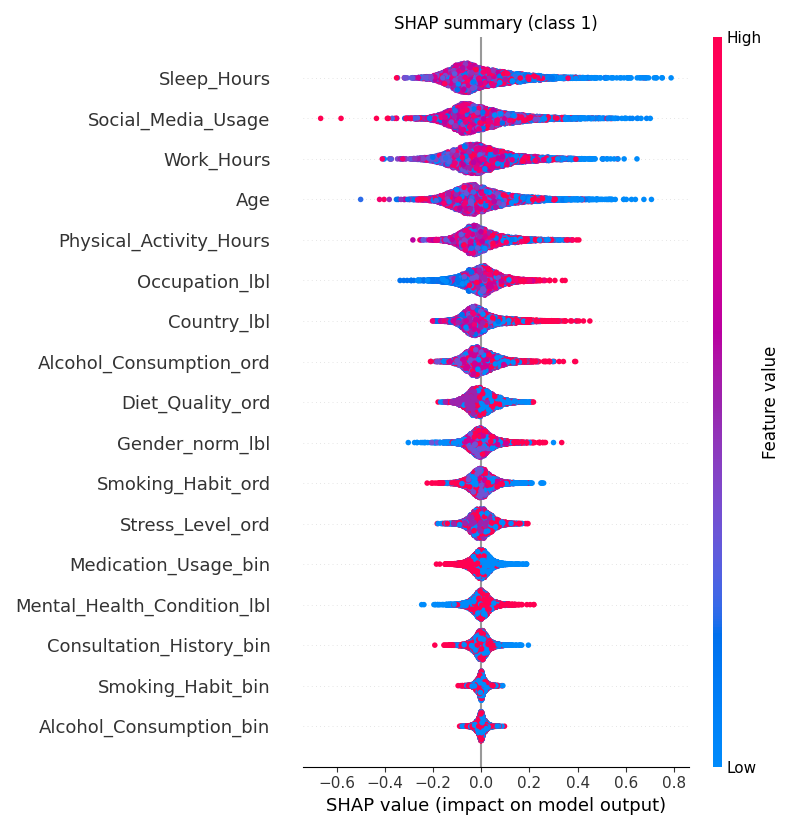 SHAP summary (class 1)
High
Sleep_Hours
Social_Media_Usage
Work_Hours
Age
Physical_Activity_Hours
Occupation_lbl
Country_lbl
Alcohol_Consumption_ord
Diet_Quality_ord
Gender_norm_lbl
Smoking_Habit_ord
Stress_Level_ord
Medication_Usage_bin
Mental_Health_Condition_lbl
Consultation_History_bin
Smoking_Habit_bin
Alcohol_Consumption_bin
Feature value
Low
−0.6 −0.4 −0.2 0.0 0.2 0.4 0.6 0.8
SHAP value (impact on model output)